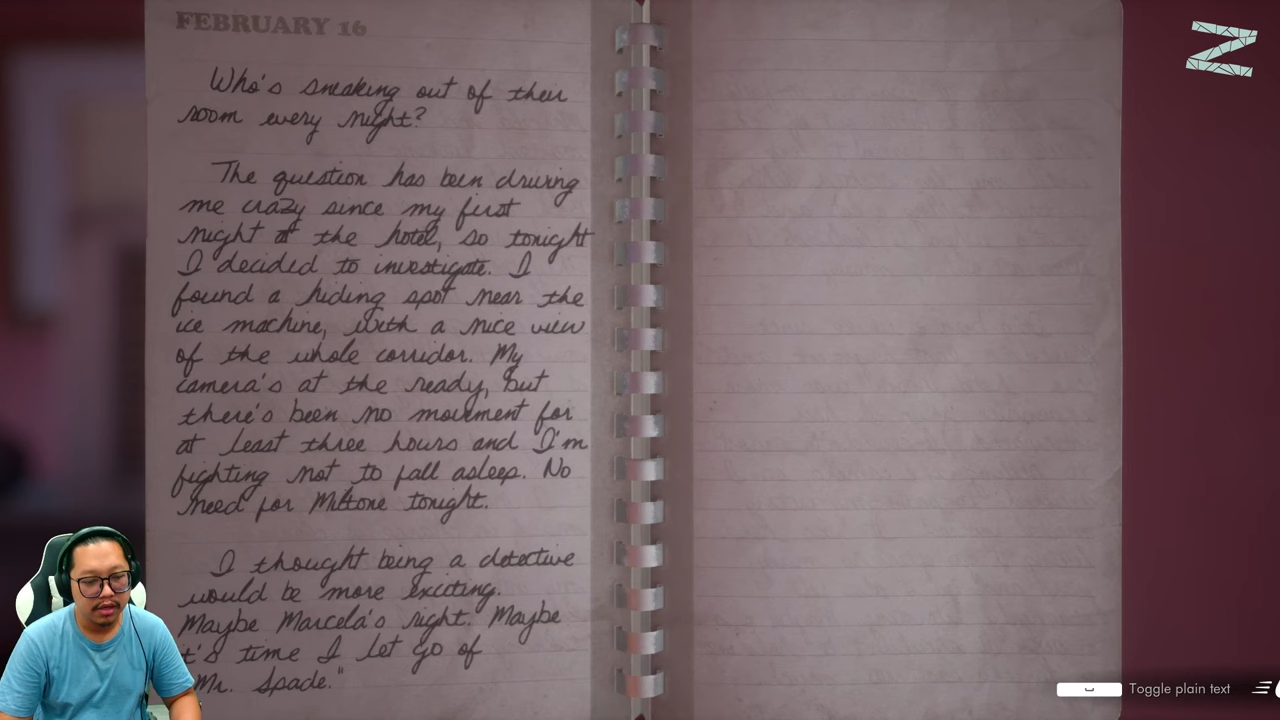 FEBRUARY 16
Who's sneaking out of their
room every night?
The question has been driving
me crazy since my first
night at the hotel, so tonight
I decided to investigate. I
found a hiding spot near the
ice machine, with a nice view
of the whole corridor. My
camera's at the ready, but
there's been no movement for
at least three hours and I'm
fighting not to fall asleep. No
need for Miltone tonight.
I thought being a detective
would be more exciting.
Maybe Marcela's right. Maybe
it's time I let go of
"Mr. Spade."
Z
Toggle plain text